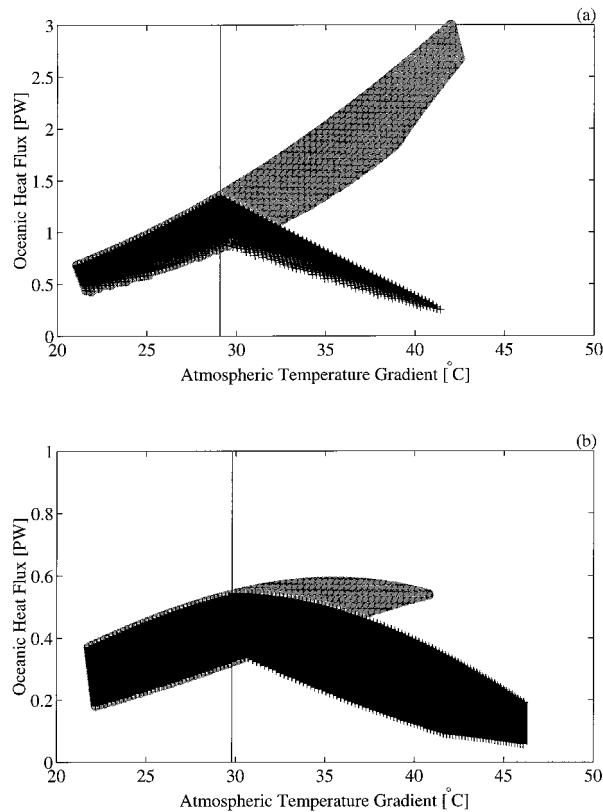 (a)
3
2.5
2
1.5
1
0.5
0
Oceanic Heat Flux [PW]
20 25 30 35 40 45 50
Atmospheric Temperature Gradient [°C]
(b)
1
0.8
0.6
0.4
0.2
0
Oceanic Heat Flux [PW]
20 25 30 35 40 45 50
Atmospheric Temperature Gradient [°C]